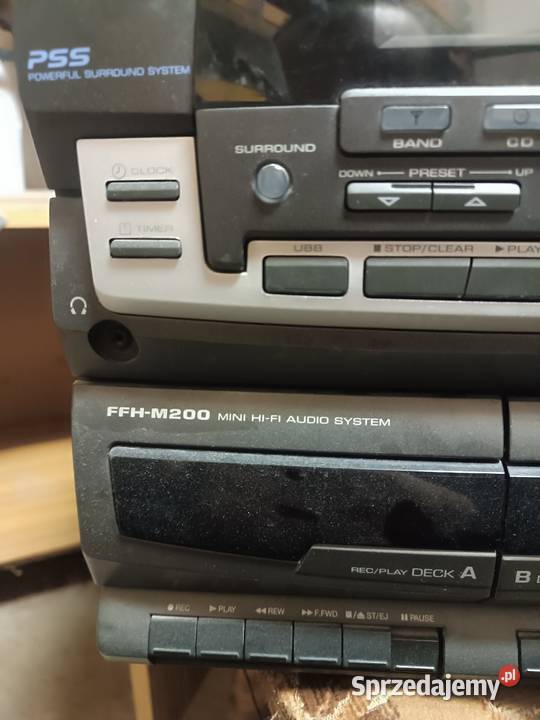 PSS
POWERFUL SURROUND SYSTEM
BAND
CD
SURROUND
CLOCK
DOWN PRESET UP
TIMER
UBB
STOP/CLEAR
PLAY
FFH-M200 MINI HI-FI AUDIO SYSTEM
REC/PLAY DECK A
B
REC PLAY REW F.FWD ST/EJ PAUSE
Sprzedajemy.pl